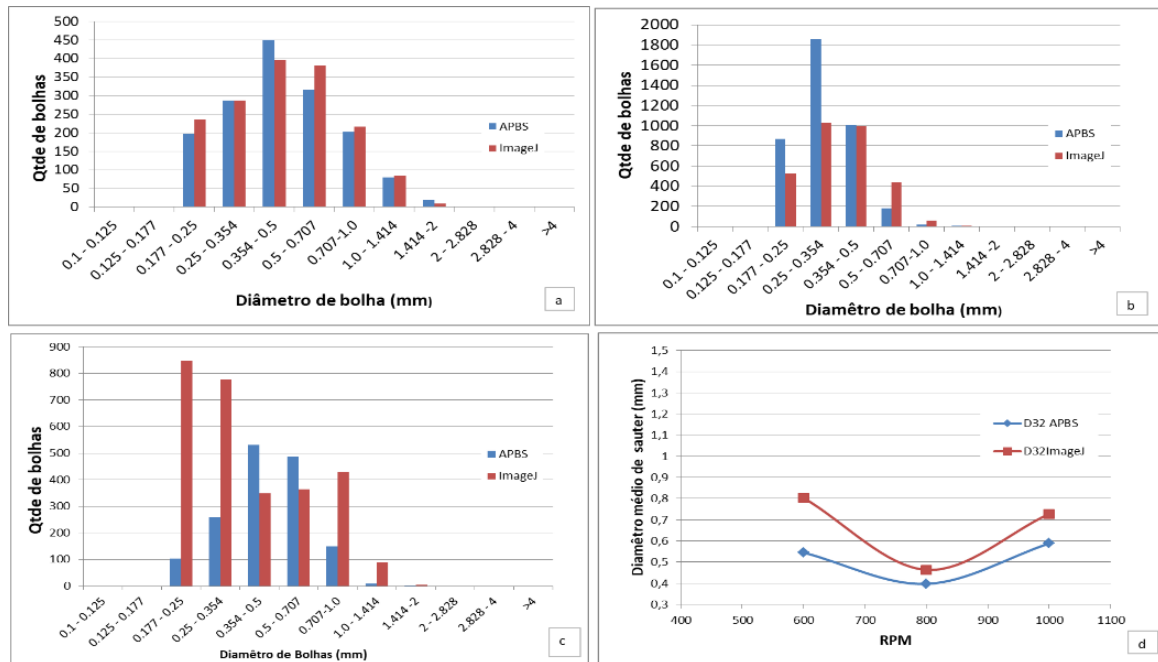 500
450
400
350
300
250
200
150
100
50
0
Qtde de bolhas
APBS
ImageJ
0.1 - 0.125
0.125 - 0.177
0.177 - 0.25
0.25 - 0.354
0.354 - 0.5
0.5 - 0.707
0.707-1.0
1.0 - 1.414
1.414 -2
2 - 2.828
2.828 - 4
>4
Diâmetro de bolha (mm)
a
2000
1800
1600
1400
1200
1000
800
600
400
200
0
Qtde de bolhas
APBS
ImageJ
0.1 - 0.125
0.125 - 0.177
0.177 - 0.25
0.25 - 0.354
0.354 - 0.5
0.5 - 0.707
0.707-1.0
1.0 - 1.414
1.414 -2
2 - 2.828
2.828 - 4
>4
Diamêtro de bolha (mm)
b
900
800
700
600
500
400
300
200
100
0
Qtde de bolhas
APBS
ImageJ
0.1 - 0.125
0.125 - 0.177
0.177 - 0.25
0.25 - 0.354
0.354 - 0.5
0.5 - 0.707
0.707-1.0
1.0 - 1.414
1.414 -2
2 - 2.828
2.828 - 4
>4
Diamêtro de Bolhas (mm)
c
1,5
1,4
1,3
1,2
1,1
1
0,9
0,8
0,7
0,6
0,5
0,4
0,3
Diamêtro médio de sauter (mm)
D32 APBS
D32ImageJ
400
500
600
700
800
900
1000
1100
RPM
d